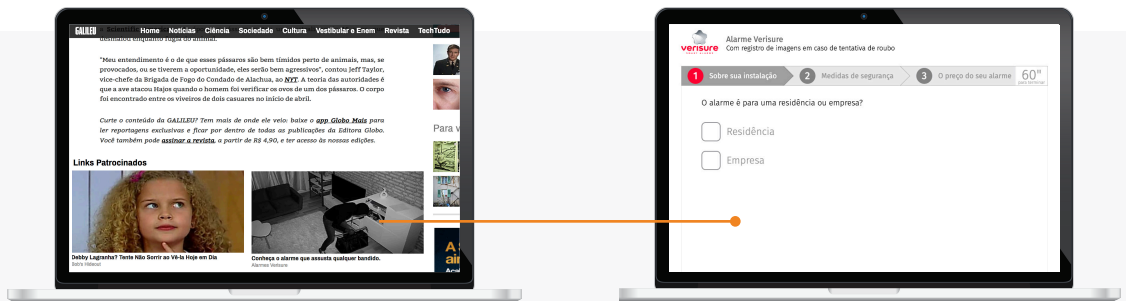 GALILEU Home Notícias Ciência Sociedade Cultura Vestibular e Enem Revista TechTudo
desmaiou enquanto fugia do animal.
"Meu entendimento é o de que esses pássaros são bem tímidos perto de animais, mas, se
provocados, ou se tiverem a oportunidade, eles serão bem agressivos", contou Jeff Taylor,
vice-chefe da Brigada de Fogo do Condado de Alachua, ao NYT. A teoria das autoridades é
que a ave atacou Hajos quando o homem foi verificar os ovos de um dos pássaros. O corpo
foi encontrado entre os viveiros de dois casuares no início de abril.
Curte o conteúdo da GALILEU? Tem mais de onde ele veio: baixe o app Globo Mais para
ler reportagens exclusivas e ficar por dentro de todas as publicações da Editora Globo.
Você também pode assinar a revista, a partir de R$ 4,90, e ter acesso às nossas edições.
Para v
Links Patrocinados
Debby Lagranha? Tente Não Sorrir ao Vê-la Hoje em Dia
Conheça o alarme que assusta qualquer bandido.
Alarmes Verisure
verisure
Alarme Verisure
Com registro de imagens em caso de tentativa de roubo
1 Sobre sua instalação 2 Medidas de segurança 3 O preço do seu alarme 60"
O alarme é para uma residência ou empresa?
Residência
Empresa